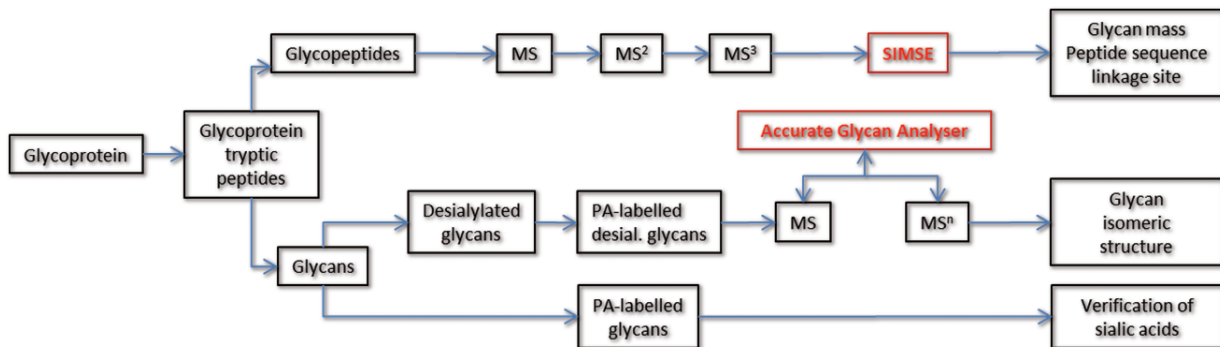 Glycopeptides
MS
MS²
MS³
SIMSE
Glycan mass
Peptide sequence
linkage site
Glycoprotein
Glycoprotein
tryptic
peptides
Accurate Glycan Analyser
Desialylated
glycans
PA-labelled
desial. glycans
MS
MSⁿ
Glycan
isomeric
structure
Glycans
PA-labelled
glycans
Verification of
sialic acids